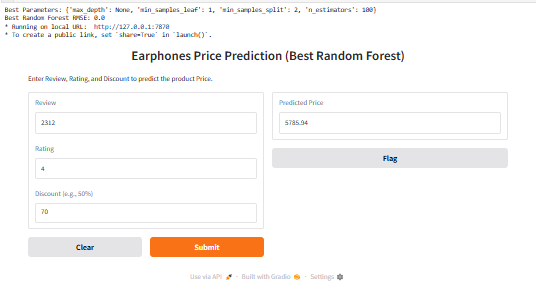 Best Parameters: {'max_depth': None, 'min_samples_leaf': 1, 'min_samples_split': 2, 'n_estimators': 100}
Best Random Forest RMSE: 0.0
* Running on local URL:  http://127.0.0.1:7870
* To create a public link, set `share=True` in `launch()`.
Earphones Price Prediction (Best Random Forest)
Enter Review, Rating, and Discount to predict the product Price.
Review
2312
Rating
4
Discount (e.g., 50%)
70
Clear
Submit
Predicted Price
5785.94
Flag
Use via API 🚀 · Built with Gradio 🧡 · Settings ⚙️